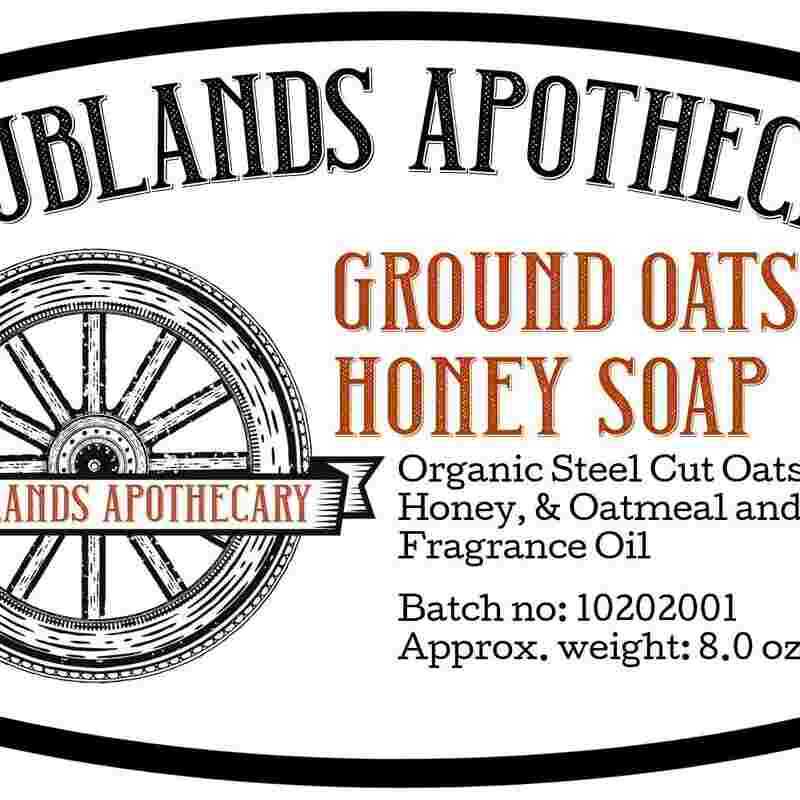 UBLANDS APOTHECA
GROUND OATS
HONEY SOAP
LANDS APOTHECARY
Organic Steel Cut Oats
Honey, & Oatmeal and
Fragrance Oil
Batch no: 10202001
Approx. weight: 8.0 oz